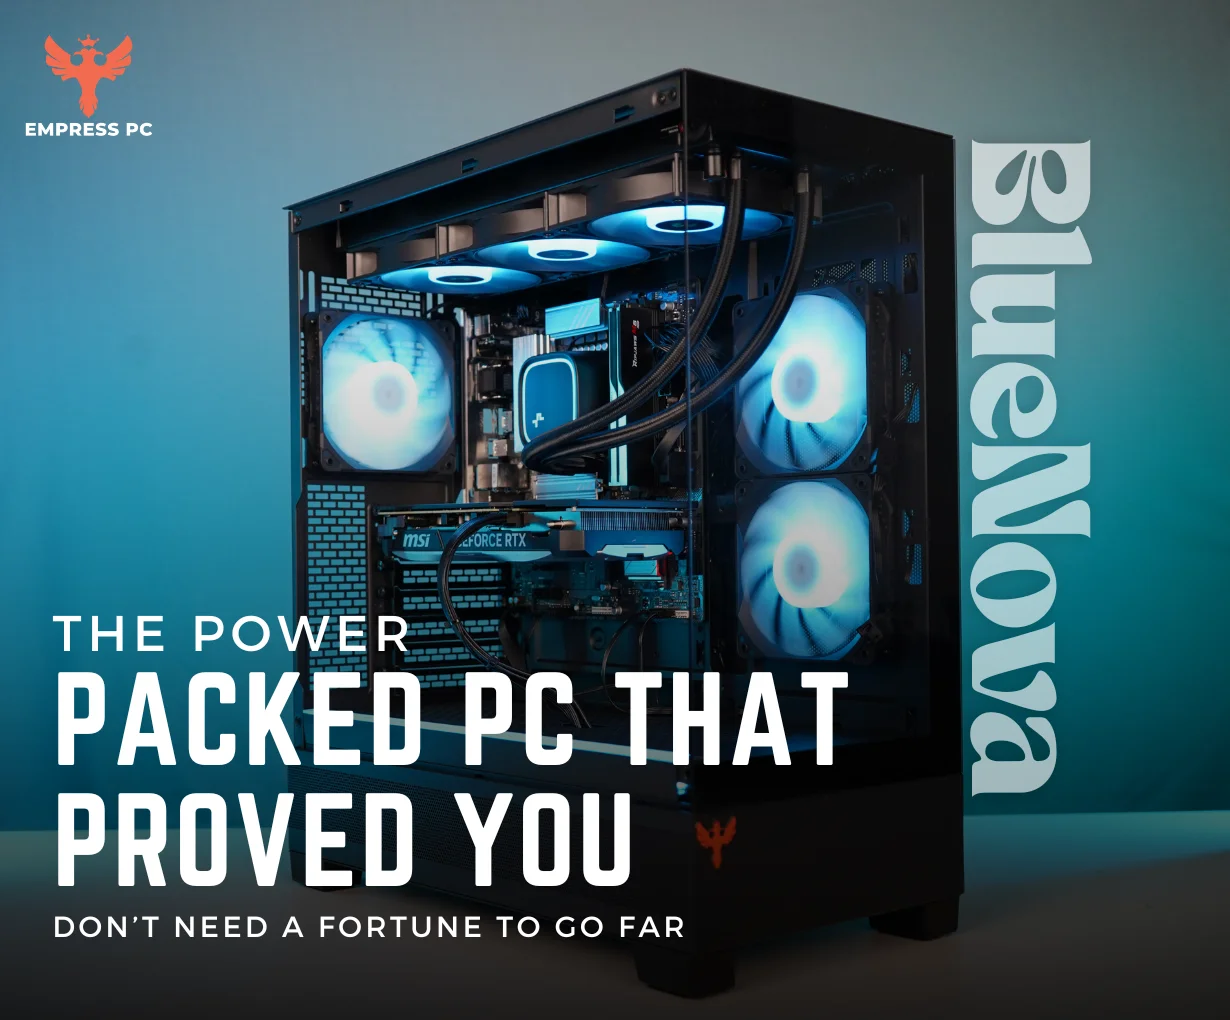 EMPRESS PC
BlueNova
msi GEFORCE RTX
THE POWER
PACKED PC THAT
PROVED YOU
DON'T NEED A FORTUNE TO GO FAR